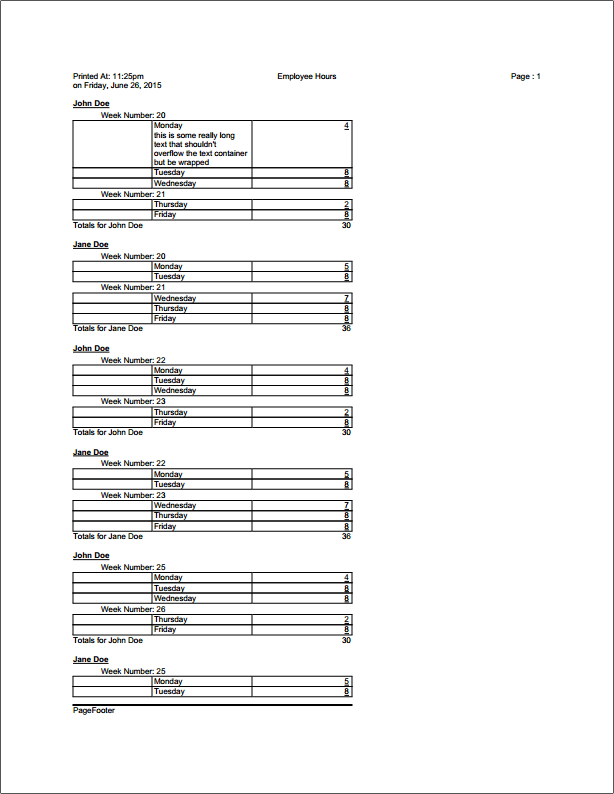 Printed At: 11:25pm Employee Hours Page : 1
on Friday, June 26, 2015
John Doe
Week Number: 20
Monday 4
this is some really long
text that shouldn't
overflow the text container
but be wrapped
Tuesday 8
Wednesday 8
Week Number: 21
Thursday 2
Friday 8
Totals for John Doe 30
Jane Doe
Week Number: 20
Monday 5
Tuesday 8
Week Number: 21
Wednesday 7
Thursday 8
Friday 8
Totals for Jane Doe 36
John Doe
Week Number: 22
Monday 4
Tuesday 8
Wednesday 8
Week Number: 23
Thursday 2
Friday 8
Totals for John Doe 30
Jane Doe
Week Number: 22
Monday 5
Tuesday 8
Week Number: 23
Wednesday 7
Thursday 8
Friday 8
Totals for Jane Doe 36
John Doe
Week Number: 25
Monday 4
Tuesday 8
Wednesday 8
Week Number: 26
Thursday 2
Friday 8
Totals for John Doe 30
Jane Doe
Week Number: 25
Monday 5
Tuesday 8
PageFooter